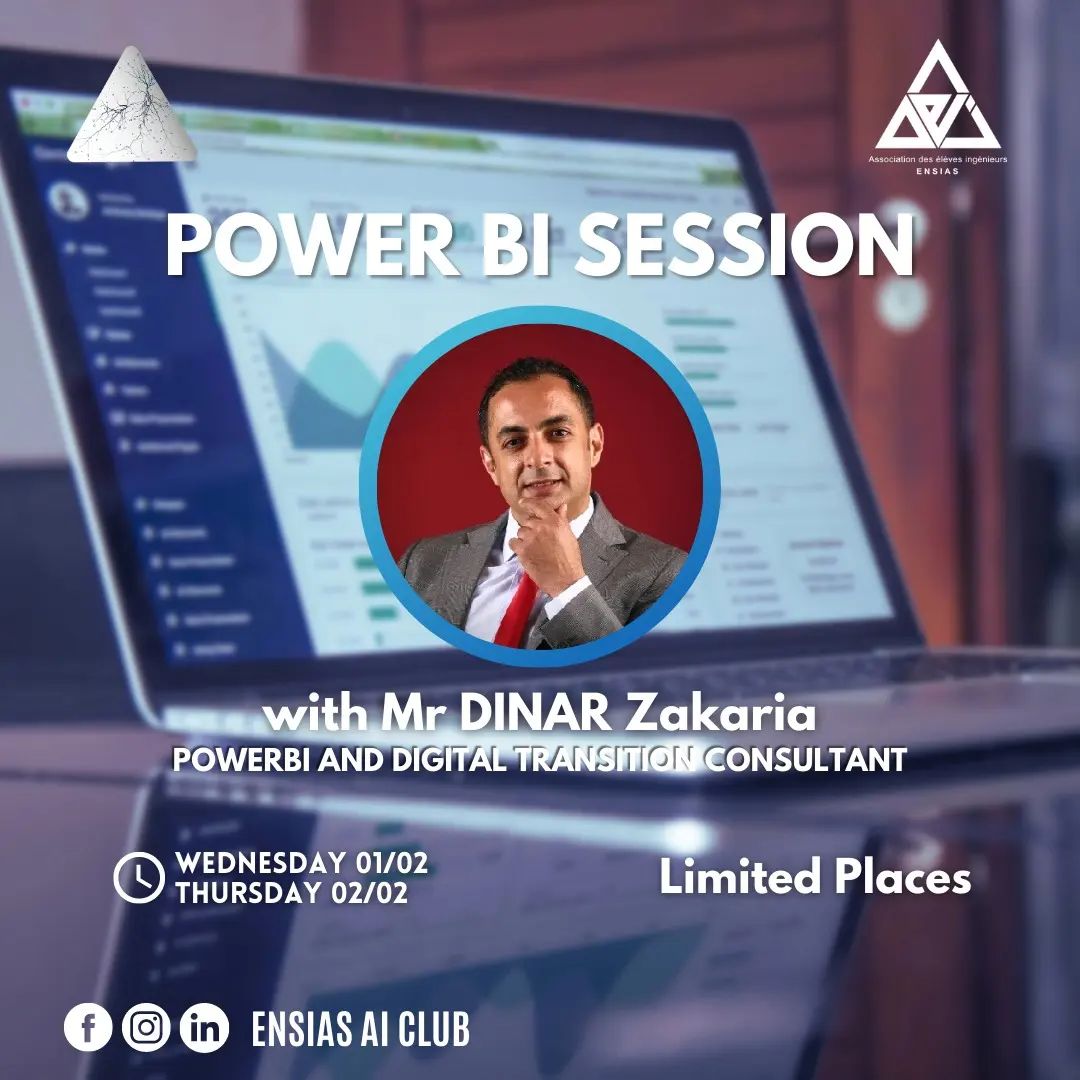 Association des élèves ingénieurs
ENSIAS
POWER BI SESSION
with Mr DINAR Zakaria
POWERBI AND DIGITAL TRANSITION CONSULTANT
WEDNESDAY 01/02
THURSDAY 02/02
Limited Places
ENSIAS AI CLUB